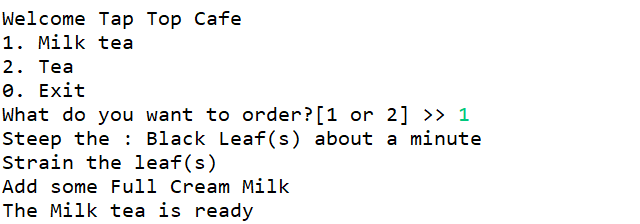 Welcome Tap Top Cafe
1. Milk tea
2. Tea
0. Exit
What do you want to order?[1 or 2] >> 1
Steep the : Black Leaf(s) about a minute
Strain the leaf(s)
Add some Full Cream Milk
The Milk tea is ready